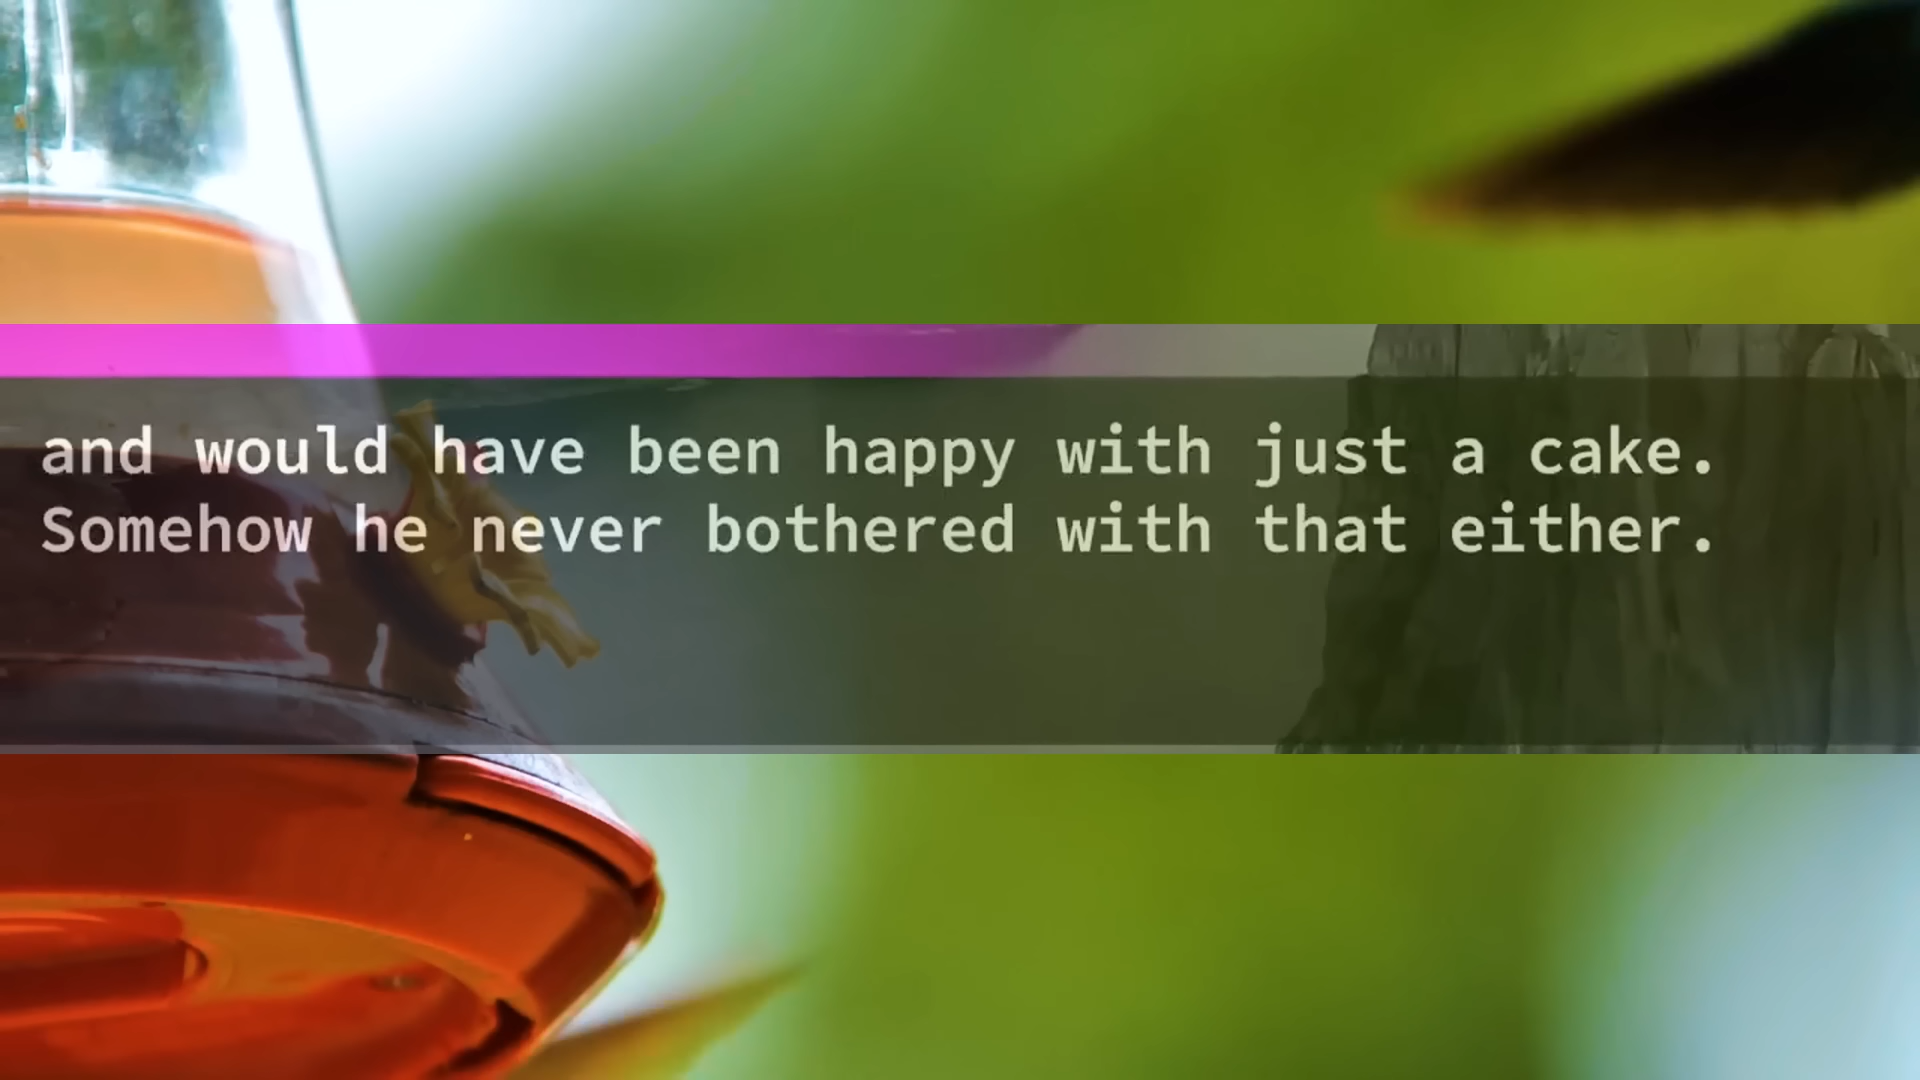 and would have been happy with just a cake.
Somehow he never bothered with that either.